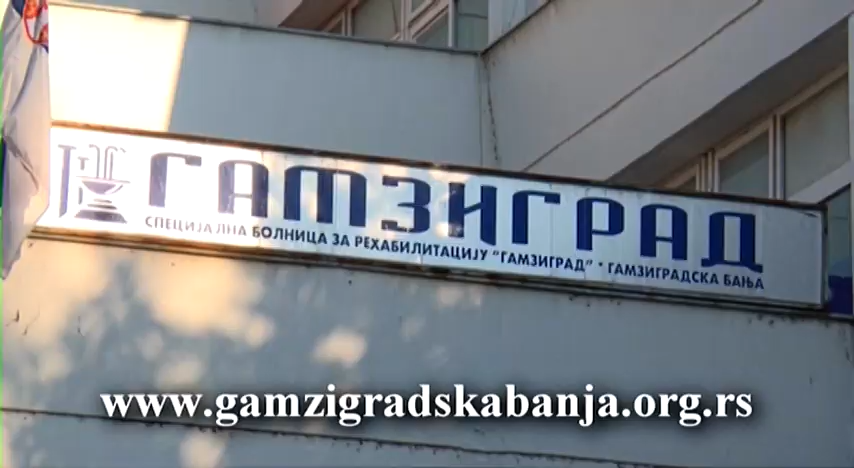 ГАМЗИГРАД
СПЕЦИЈАЛНА БОЛНИЦА ЗА РЕХАБИЛИТАЦИЈУ "ГАМЗИГРАД" · ГАМЗИГРАДСКА БАЊА
www.gamzigradskabanja.org.rs